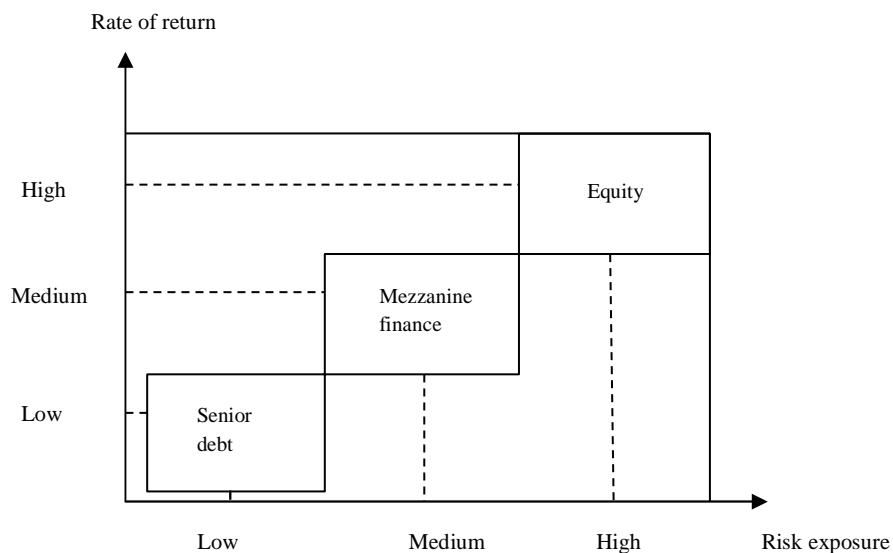 Rate of return
High
Equity
Medium
Mezzanine
finance
Low
Senior
debt
Low
Medium
High
Risk exposure